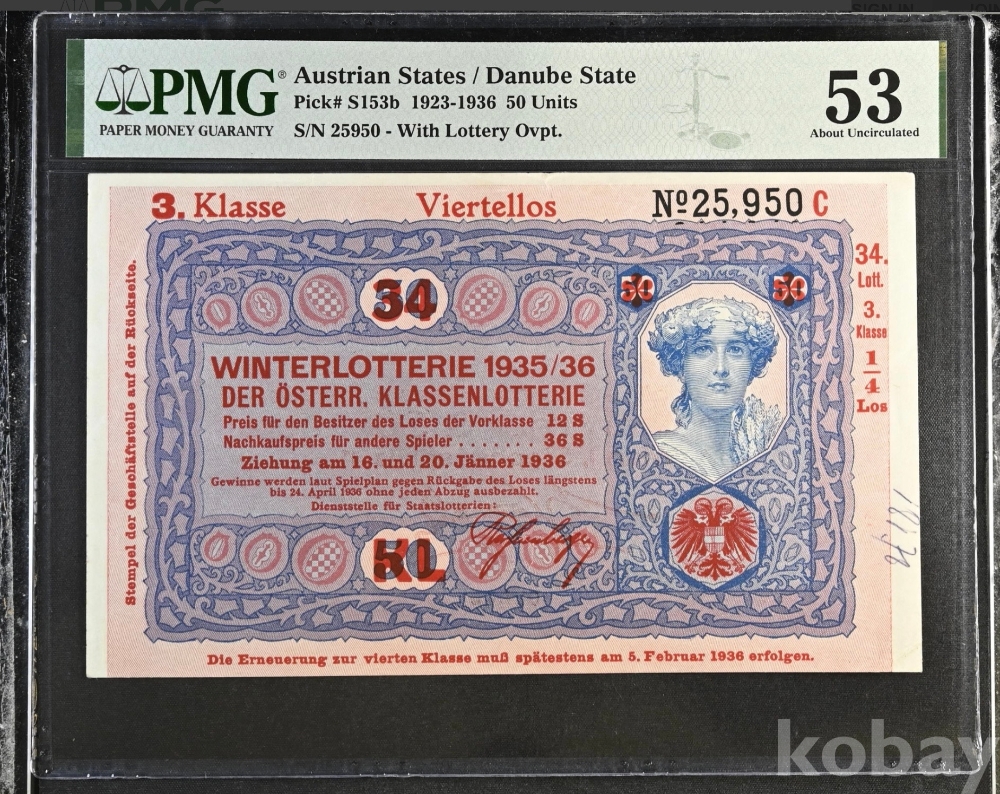 SIGN IN
PMG®
PAPER MONEY GUARANTY
Austrian States / Danube State
Pick# S153b 1923-1936 50 Units
S/N 25950 - With Lottery Ovpt.
53
About Uncirculated
3. Klasse Viertellos Nº25,950 C
34
50 50
34.
Lott.
3.
Klasse
1/4
Los
Stempel der Geschäftsstelle auf der Rückseite.
WINTERLOTTERIE 1935/36
DER ÖSTERR. KLASSENLOTTERIE
Preis für den Besitzer des Loses der Vorklasse 12 S
Nachkaufspreis für andere Spieler . . . . . . . 36 S
Ziehung am 16. und 20. Jänner 1936
Gewinne werden laut Spielplan gegen Rückgabe des Loses längstens
bis 24. April 1936 ohne jeden Abzug ausbezahlt.
Dienststelle für Staatslotterien:
Die Erneuerung zur vierten Klasse muß spätestens am 5. Februar 1936 erfolgen.
kobay